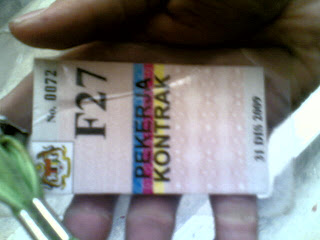 No. 0072
F27
PEKERJA
KONTRAK
31 DIS 2009